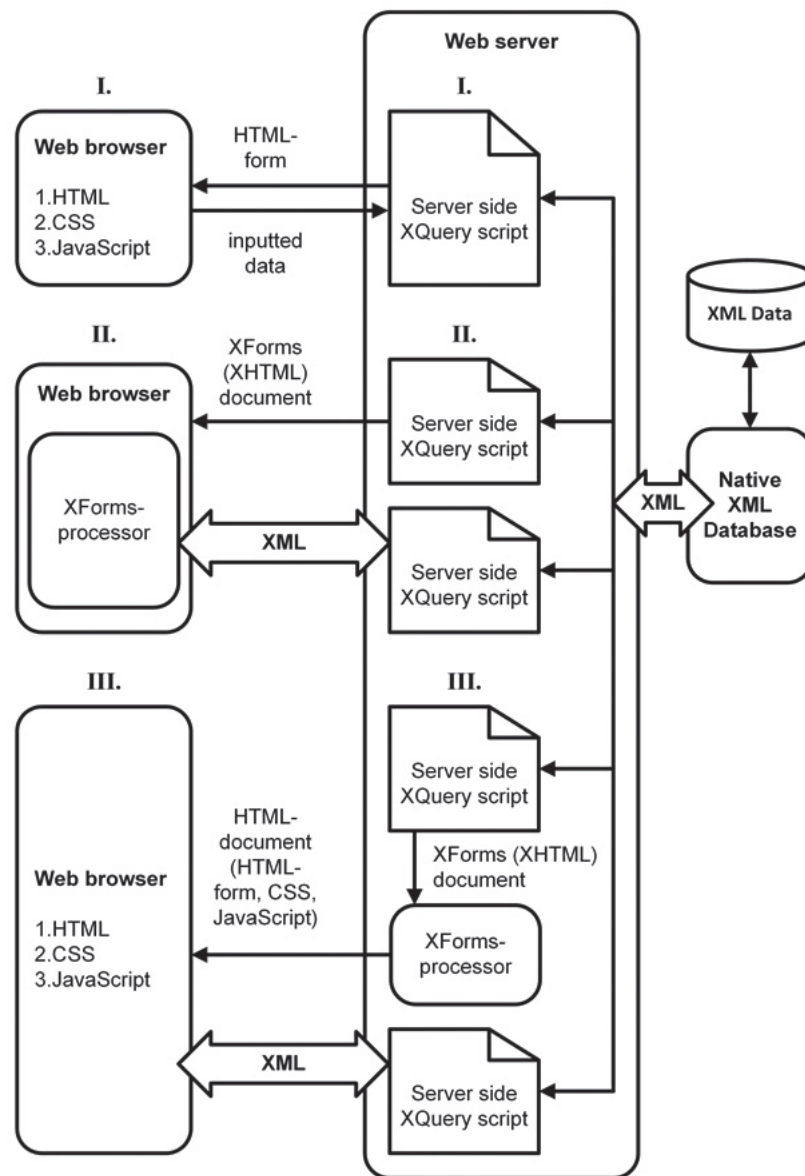 Web server
I.
I.
Web browser
1.HTML
2.CSS
3.JavaScript
HTML-
form
inputted
data
Server side
XQuery script
XML Data
II.
II.
Web browser
XForms
(XHTML)
document
Server side
XQuery script
XForms-
processor
XML
Server side
XQuery script
XML
Native
XML
Database
III.
III.
Server side
XQuery script
HTML-
document
(HTML-
form, CSS,
JavaScript)
XForms (XHTML)
document
Web browser
1.HTML
2.CSS
3.JavaScript
XForms-
processor
XML
Server side
XQuery script